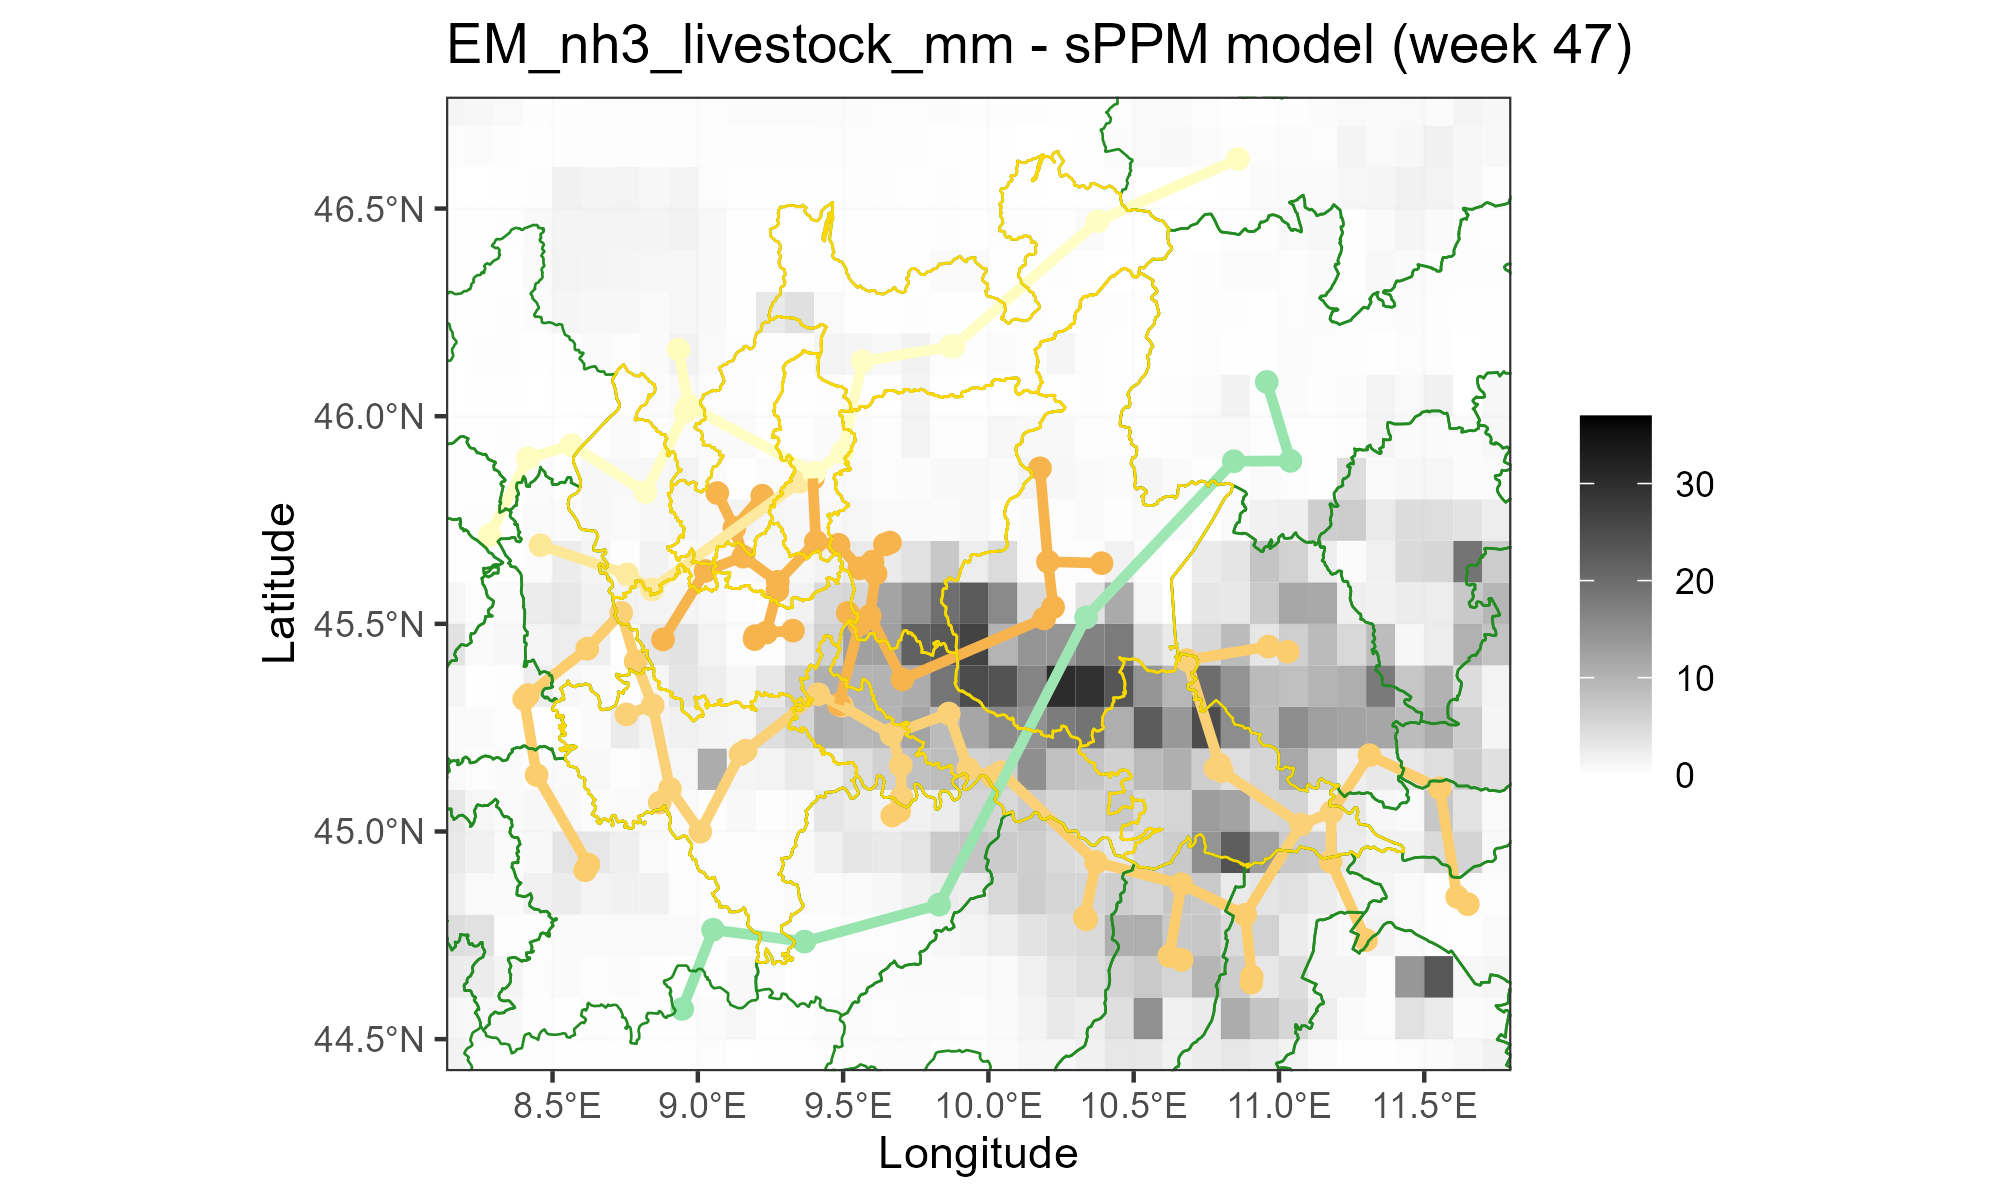 EM_nh3_livestock_mm - sPPM model (week 47)
46.5°N
46.0°N
45.5°N
45.0°N
44.5°N
Latitude
8.5°E 9.0°E 9.5°E 10.0°E 10.5°E 11.0°E 11.5°E
Longitude
30
20
10
0